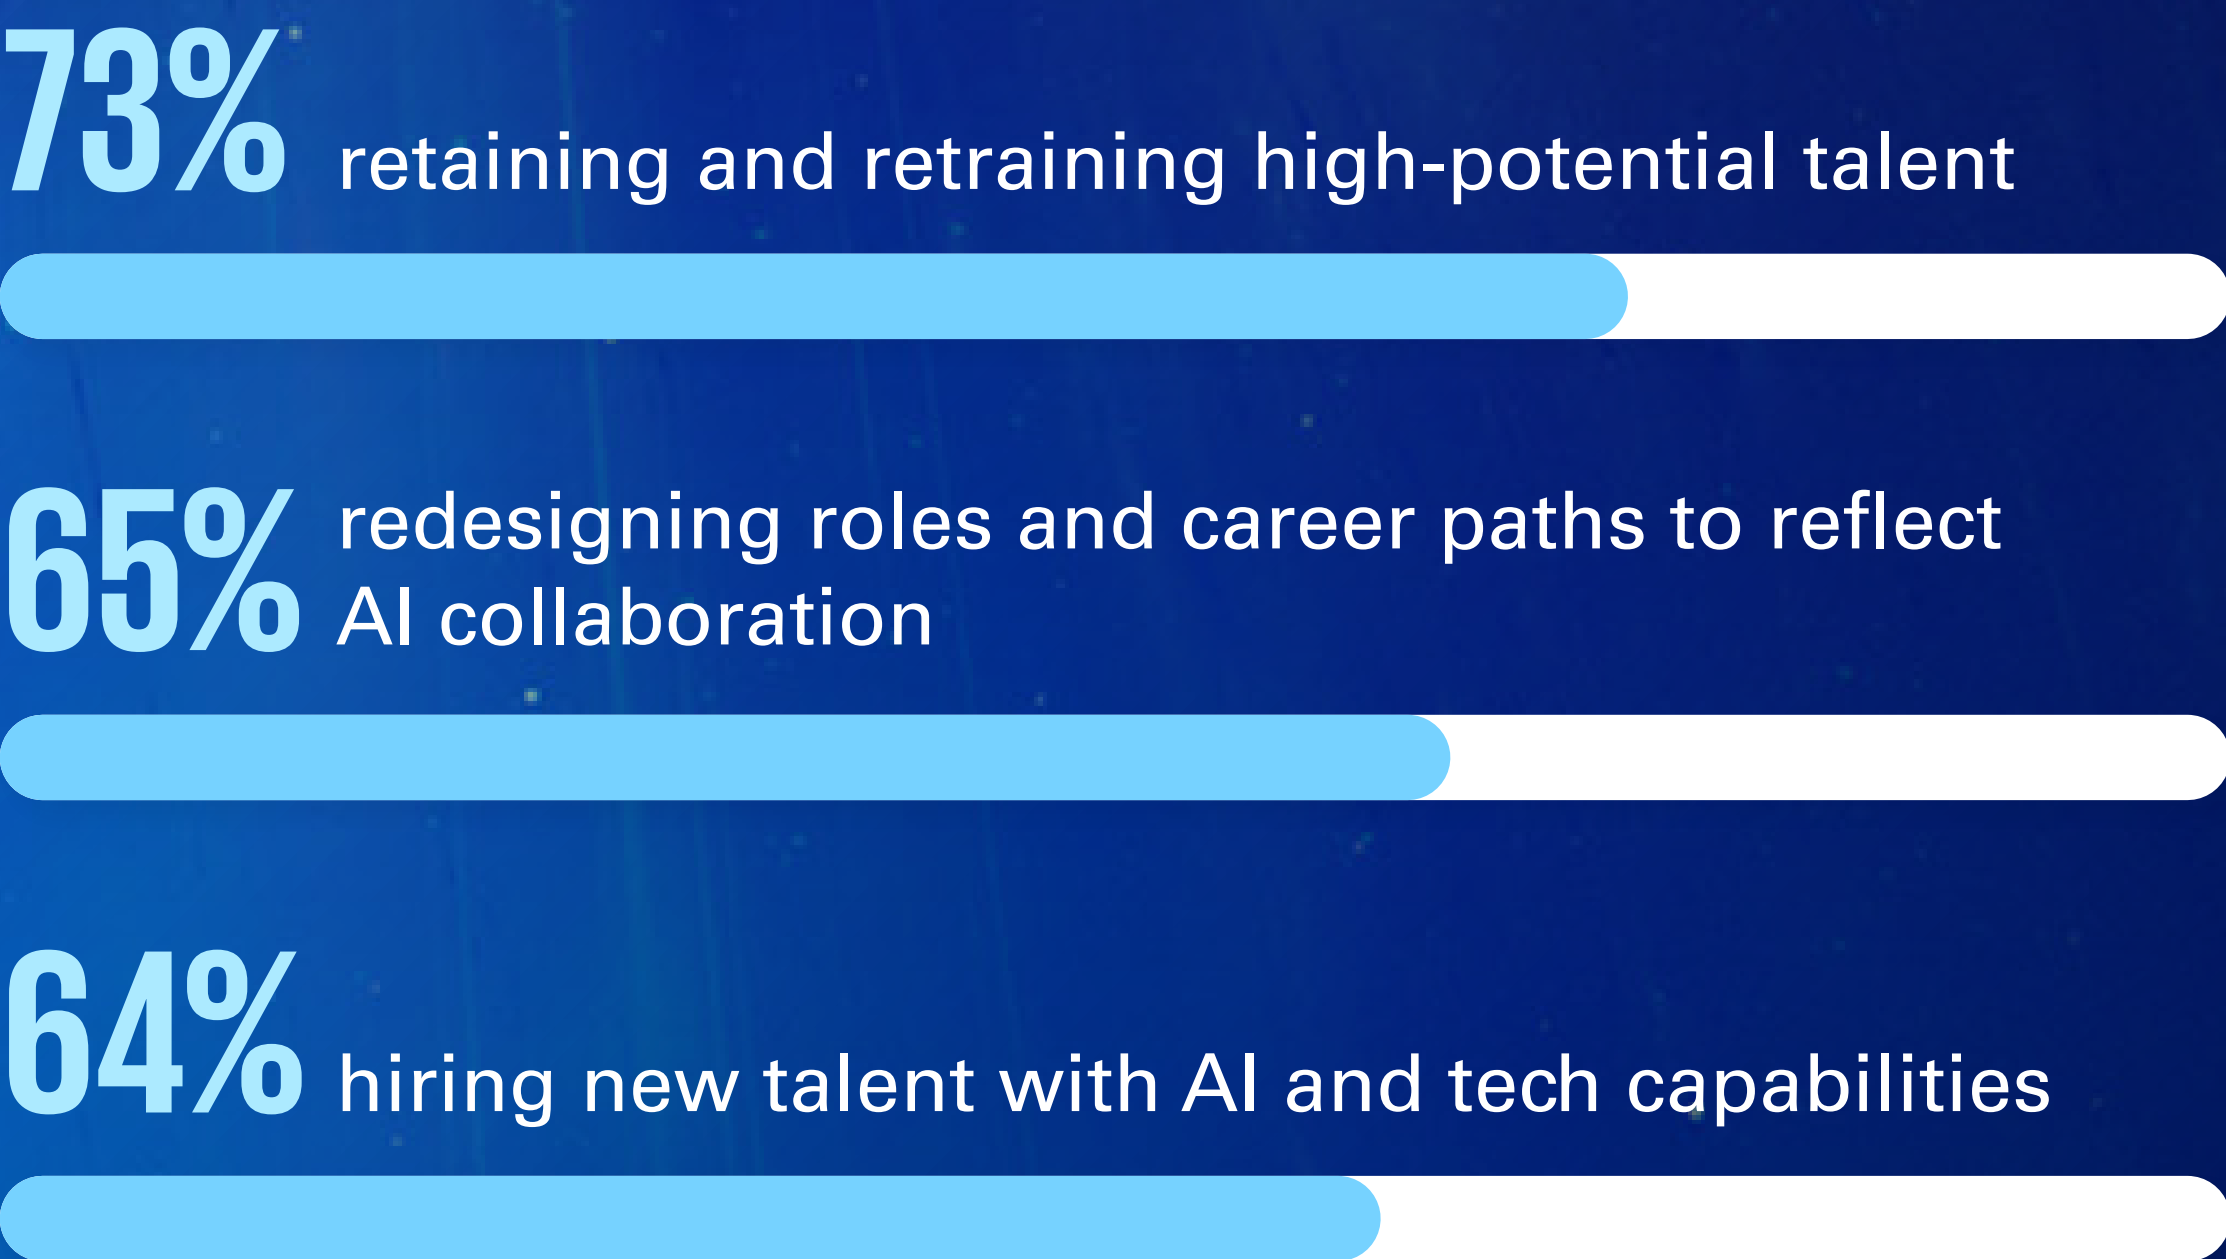 73% retaining and retraining high-potential talent
65% redesigning roles and career paths to reflect
AI collaboration
64% hiring new talent with AI and tech capabilities